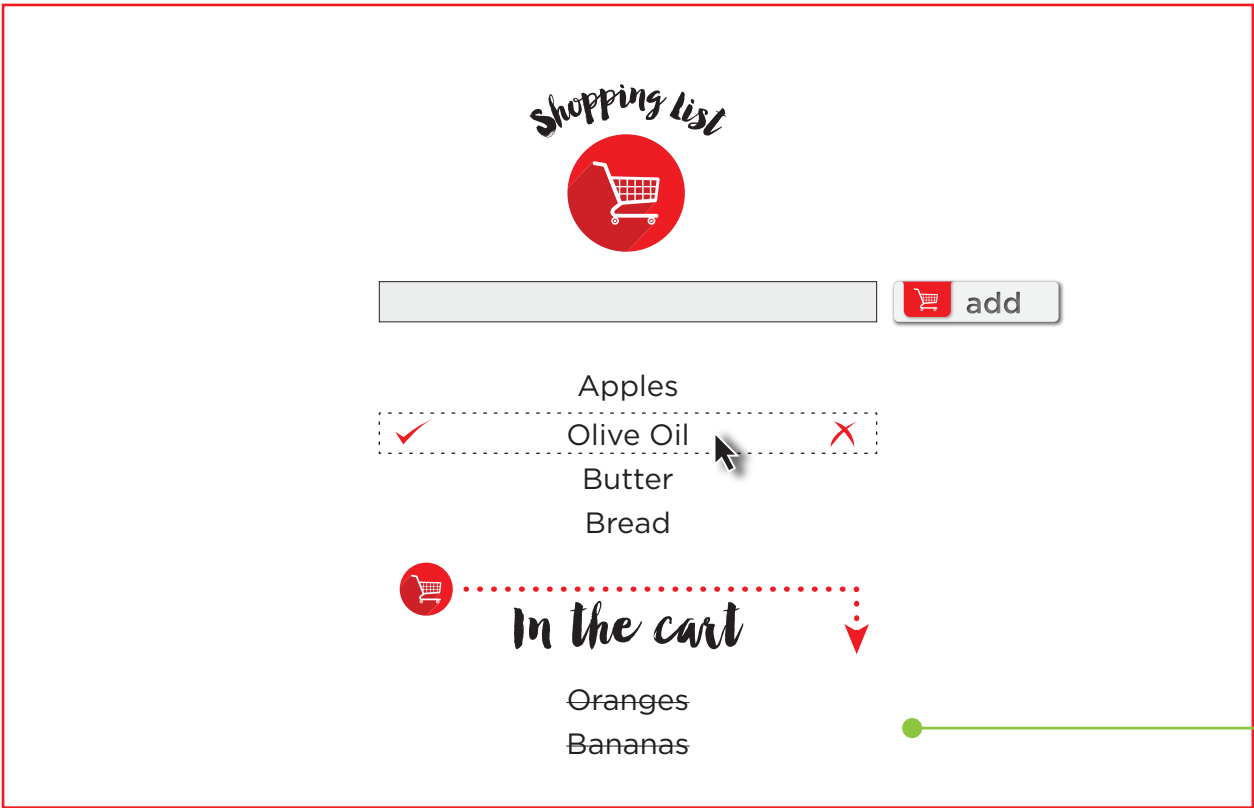 Shopping List
add
Apples
Olive Oil
Butter
Bread
In the cart
Oranges
Bananas